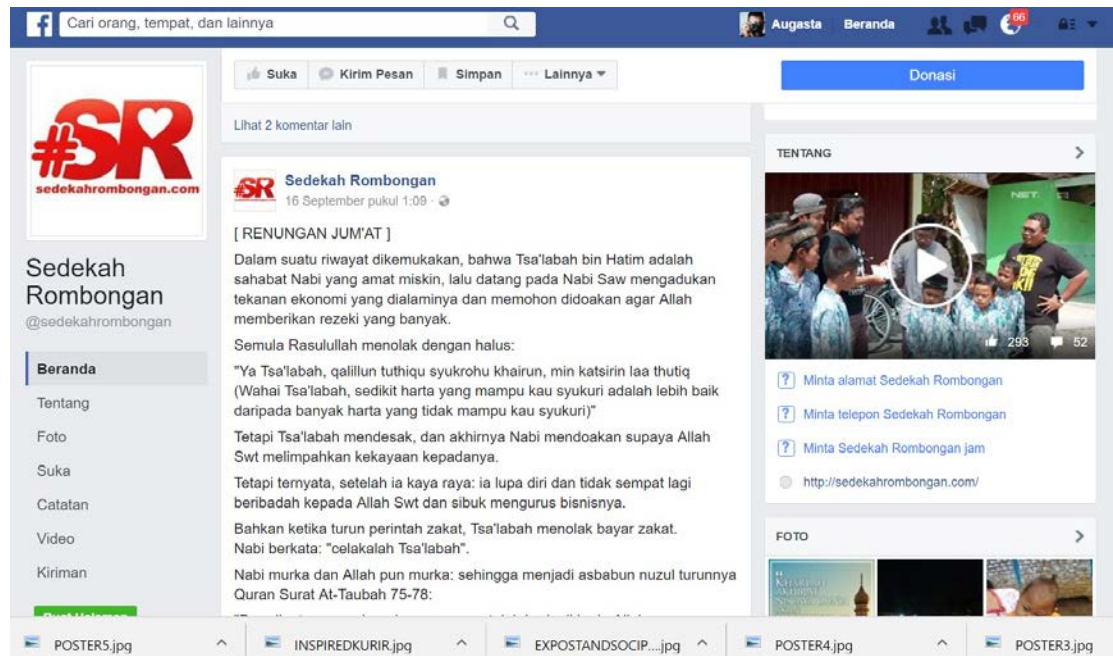 Cari orang, tempat, dan lainnya
Augasta Beranda
66
Suka Kirim Pesan Simpan Lainnya
Donasi
#SR
sedekahrombongan.com
Sedekah
Rombongan
@sedekahrombongan
Beranda
Tentang
Foto
Suka
Catatan
Video
Kiriman
Lihat 2 komentar lain
#SR
Sedekah Rombongan
16 September pukul 1:09 ·
[ RENUNGAN JUM'AT ]
Dalam suatu riwayat dikemukakan, bahwa Tsa'labah bin Hatim adalah
sahabat Nabi yang amat miskin, lalu datang pada Nabi Saw mengadukan
tekanan ekonomi yang dialaminya dan memohon didoakan agar Allah
memberikan rezeki yang banyak.
Semula Rasulullah menolak dengan halus:
"Ya Tsa'labah, qalillun tuthiqu syukrohu khairun, min katsirin laa thutiq
(Wahai Tsa'labah, sedikit harta yang mampu kau syukuri adalah lebih baik
daripada banyak harta yang tidak mampu kau syukuri)"
Tetapi Tsa'labah mendesak, dan akhirnya Nabi mendoakan supaya Allah
Swt melimpahkan kekayaan kepadanya.
Tetapi ternyata, setelah ia kaya raya: ia lupa diri dan tidak sempat lagi
beribadah kepada Allah Swt dan sibuk mengurus bisnisnya.
Bahkan ketika turun perintah zakat, Tsa'labah menolak bayar zakat.
Nabi berkata: "celakalah Tsa'labah".
Nabi murka dan Allah pun murka: sehingga menjadi asbabun nuzul turunnya
Quran Surat At-Taubah 75-78:
TENTANG
NET.
293 52
Minta alamat Sedekah Rombongan
Minta telepon Sedekah Rombongan
Minta Sedekah Rombongan jam
http://sedekahrombongan.com/
FOTO
POSTER5.jpg
INSPIREDKURIR.jpg
EXPOSTANDSOCIP....jpg
POSTER4.jpg
POSTER3.jpg